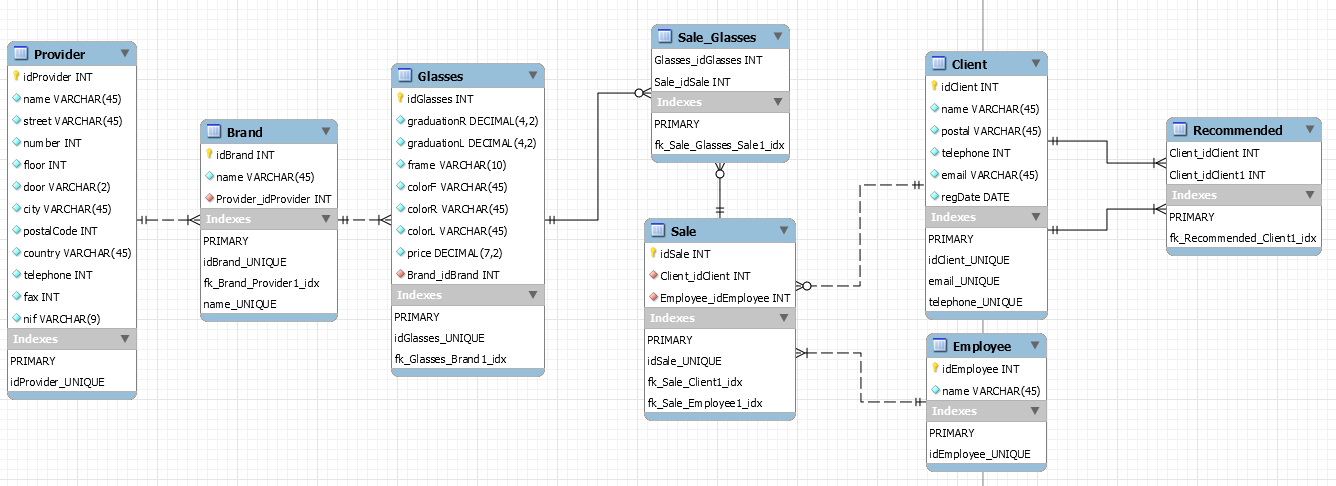 Provider
idProvider INT
name VARCHAR(45)
street VARCHAR(45)
number INT
floor INT
door VARCHAR(2)
city VARCHAR(45)
postalCode INT
country VARCHAR(45)
telephone INT
fax INT
nif VARCHAR(9)
Indexes
PRIMARY
idProvider_UNIQUE
Brand
idBrand INT
name VARCHAR(45)
Provider_idProvider INT
Indexes
PRIMARY
idBrand_UNIQUE
fk_Brand_Provider1_idx
name_UNIQUE
Glasses
idGlasses INT
graduationR DECIMAL(4,2)
graduationL DECIMAL(4,2)
frame VARCHAR(10)
colorF VARCHAR(45)
colorR VARCHAR(45)
colorL VARCHAR(45)
price DECIMAL(7,2)
Brand_idBrand INT
Indexes
PRIMARY
idGlasses_UNIQUE
fk_Glasses_Brand1_idx
Sale_Glasses
Glasses_idGlasses INT
Sale_idSale INT
Indexes
PRIMARY
fk_Sale_Glasses_Sale1_idx
Sale
idSale INT
Client_idClient INT
Employee_idEmployee INT
Indexes
PRIMARY
idSale_UNIQUE
fk_Sale_Client1_idx
fk_Sale_Employee1_idx
Client
idClient INT
name VARCHAR(45)
postal VARCHAR(45)
telephone INT
email VARCHAR(45)
regDate DATE
Indexes
PRIMARY
idClient_UNIQUE
email_UNIQUE
telephone_UNIQUE
Employee
idEmployee INT
name VARCHAR(45)
Indexes
PRIMARY
idEmployee_UNIQUE
Recommended
Client_idClient INT
Client_idClient1 INT
Indexes
PRIMARY
fk_Recommended_Client1_idx